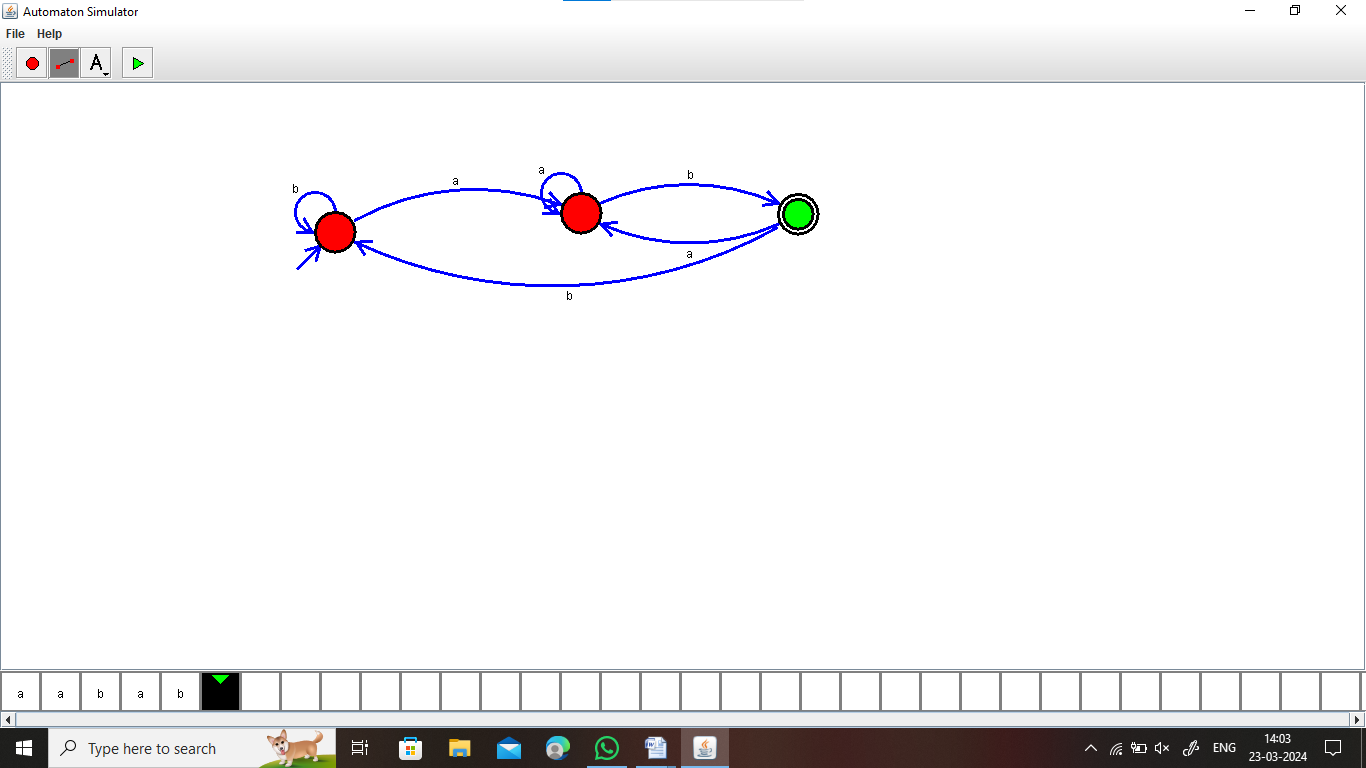 Automaton Simulator
File Help
A
a
b
a
b
a
b
a a b a b
Type here to search
ENG
14:03
23-03-2024